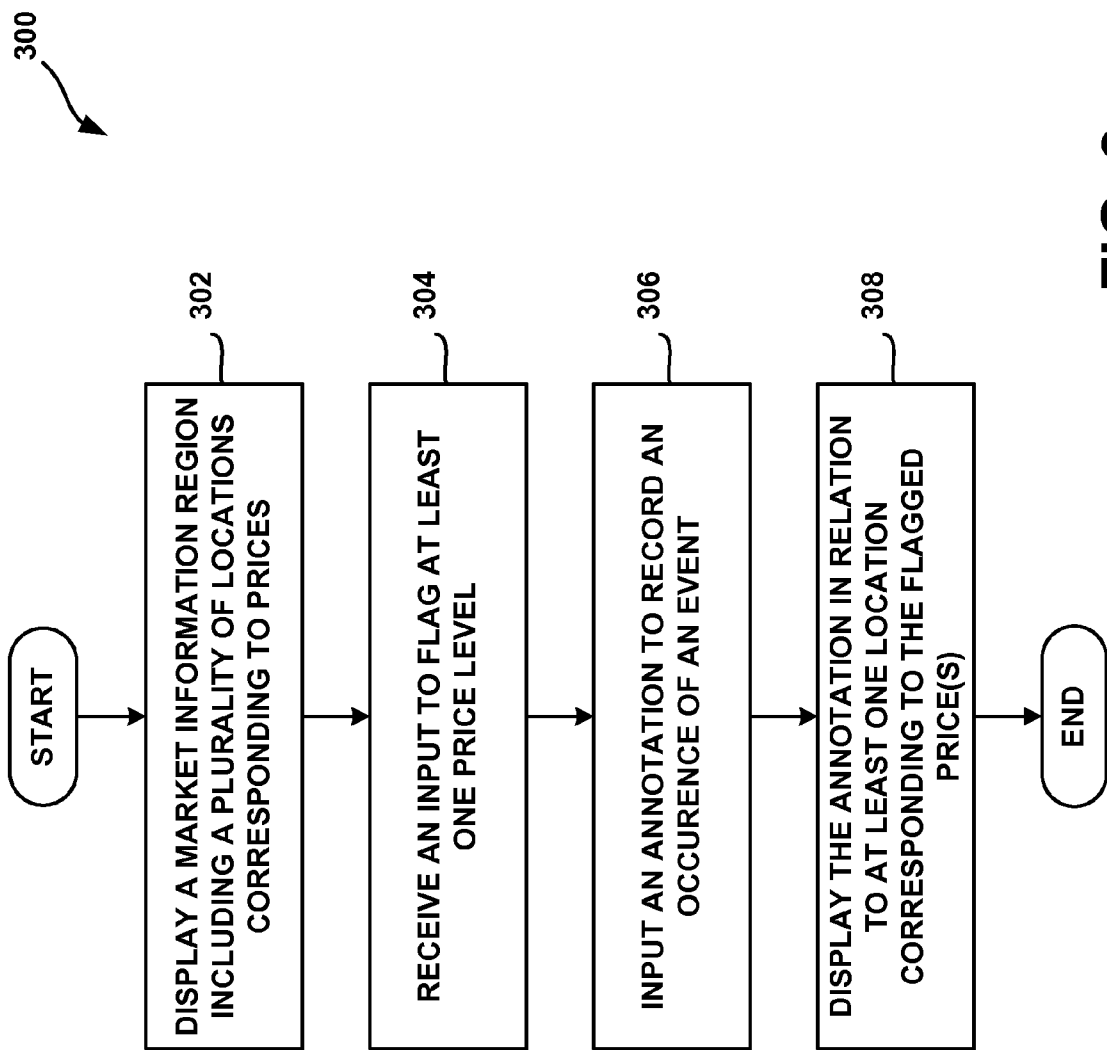 300
START
302
DISPLAY A MARKET INFORMATION REGION
INCLUDING A PLURALITY OF LOCATIONS
CORRESPONDING TO PRICES
304
RECEIVE AN INPUT TO FLAG AT LEAST
ONE PRICE LEVEL
306
INPUT AN ANNOTATION TO RECORD AN
OCCURENCE OF AN EVENT
308
DISPLAY THE ANNOTATION IN RELATION
TO AT LEAST ONE LOCATION
CORRESPONDING TO THE FLAGGED
PRICE(S)
END